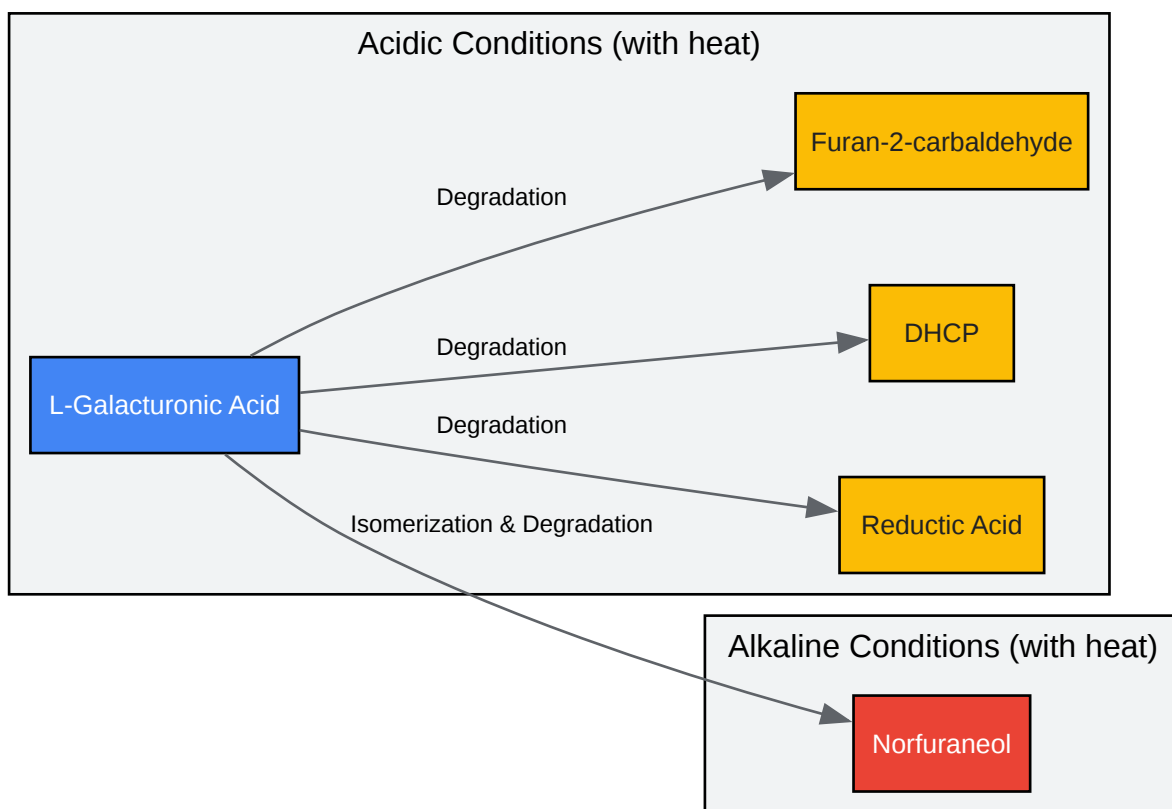 Acidic Conditions (with heat)
Furan-2-carbaldehyde
Degradation
DHCP
Degradation
L-Galacturonic Acid
Degradation
Reductic Acid
Isomerization & Degradation
Alkaline Conditions (with heat)
Norfuraneol